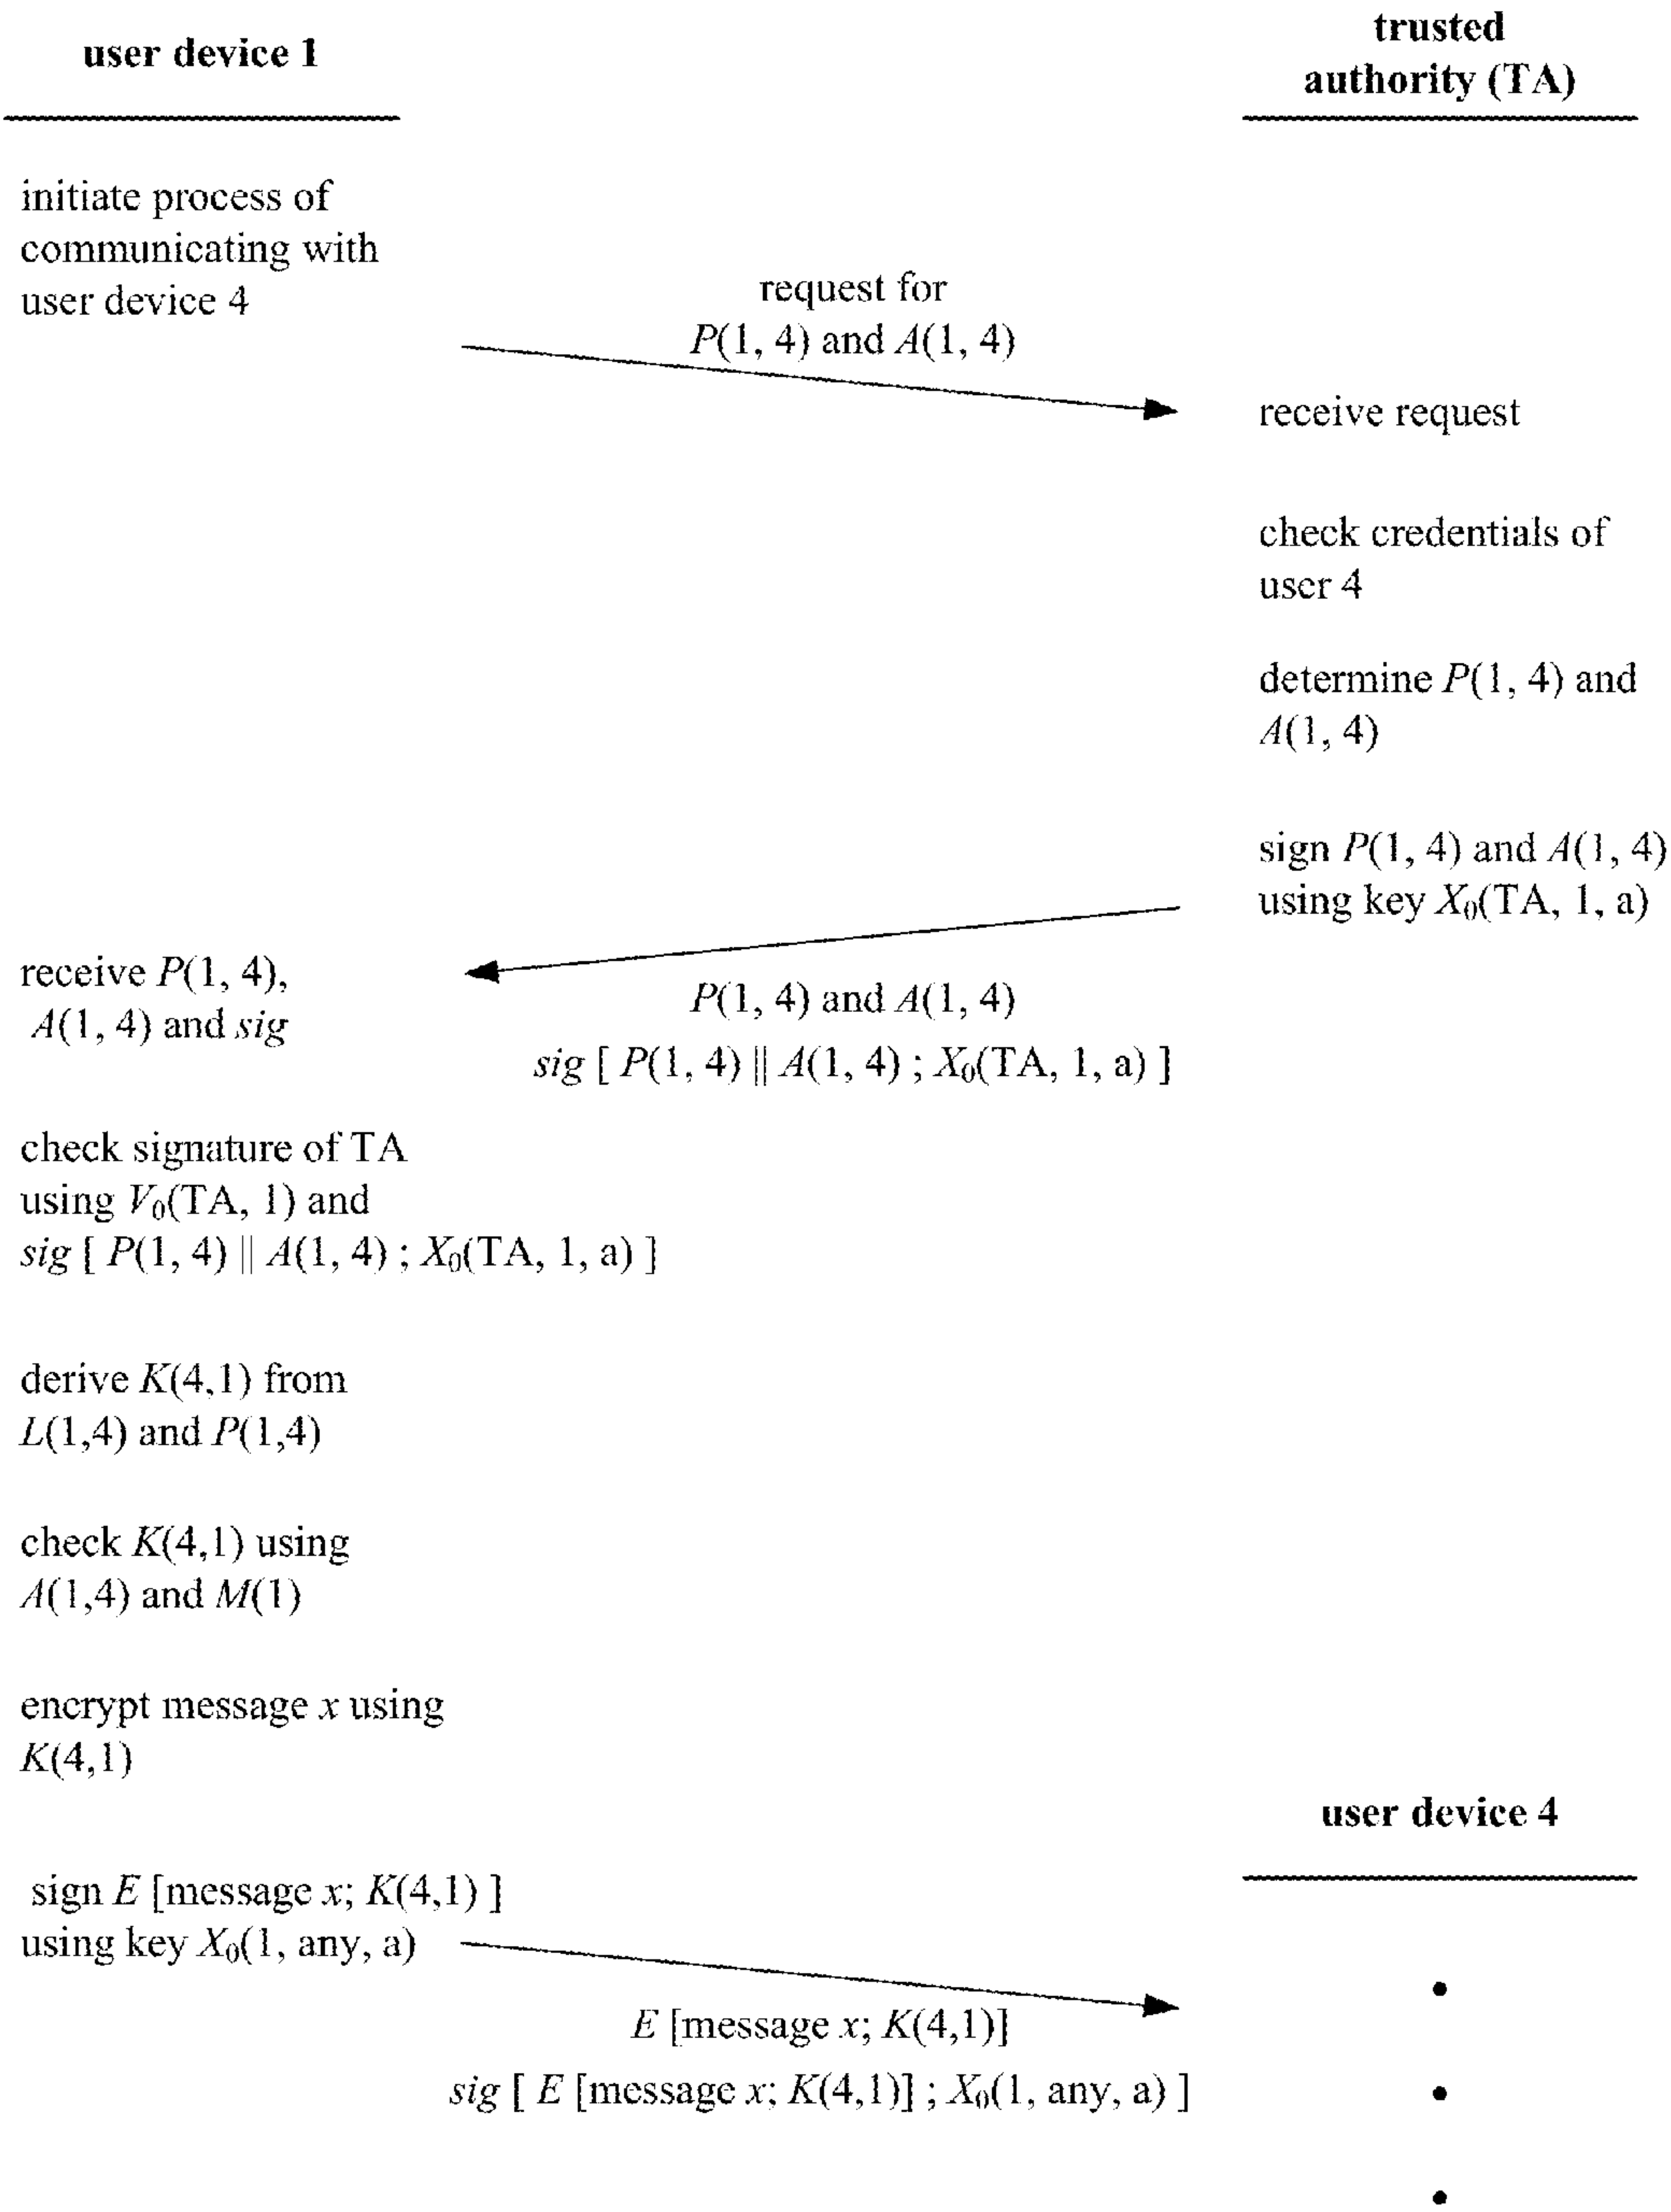 user device 1
trusted
authority (TA)
initiate process of
communicating with
user device 4
request for
P(1, 4) and A(1, 4)
receive request
check credentials of
user 4
determine P(1, 4) and
A(1, 4)
sign P(1, 4) and A(1, 4)
using key X₀(TA, 1, a)
receive P(1, 4),
A(1, 4) and sig
P(1, 4) and A(1, 4)
sig [ P(1, 4) || A(1, 4) ; X₀(TA, 1, a) ]
check signature of TA
using V₀(TA, 1) and
sig [ P(1, 4) || A(1, 4) ; X₀(TA, 1, a) ]
derive K(4,1) from
L(1,4) and P(1,4)
check K(4,1) using
A(1,4) and M(1)
encrypt message x using
K(4,1)
user device 4
sign E [message x; K(4,1) ]
using key X₀(1, any, a)
E [message x; K(4,1)]
sig [ E [message x; K(4,1)] ; X₀(1, any, a) ]